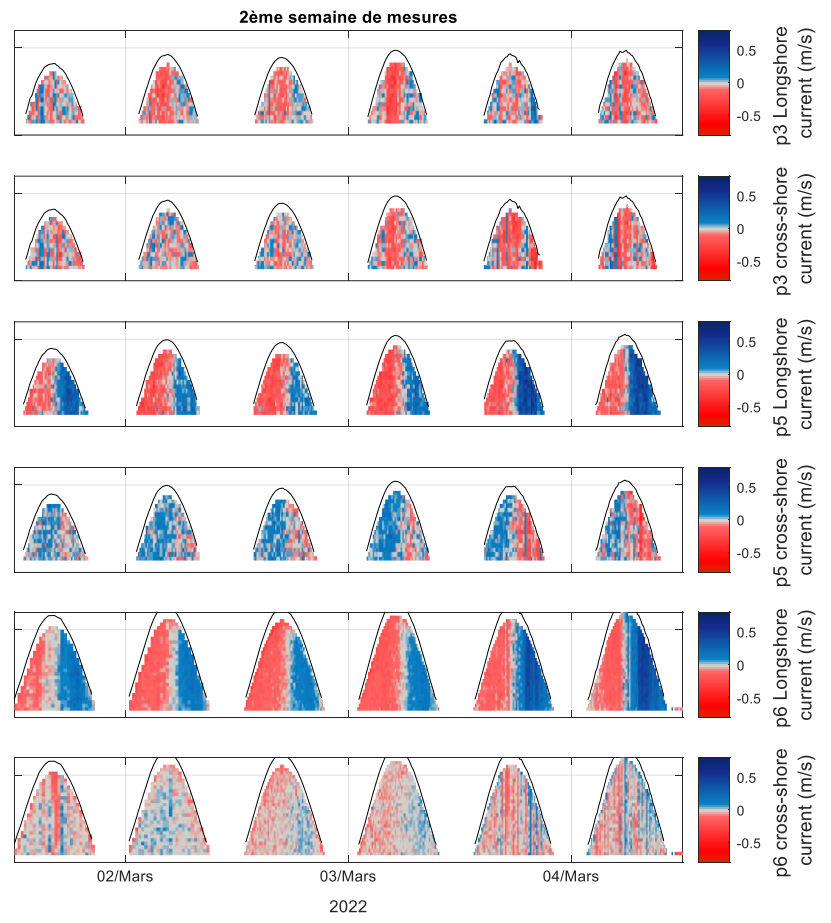 2ème semaine de mesures
0.5
0
-0.5
p3 Longshore
current (m/s)
0.5
0
-0.5
p3 cross-shore
current (m/s)
0.5
0
-0.5
p5 Longshore
current (m/s)
0.5
0
-0.5
p5 cross-shore
current (m/s)
0.5
0
-0.5
p6 Longshore
current (m/s)
0.5
0
-0.5
p6 cross-shore
current (m/s)
02/Mars
03/Mars
04/Mars
2022